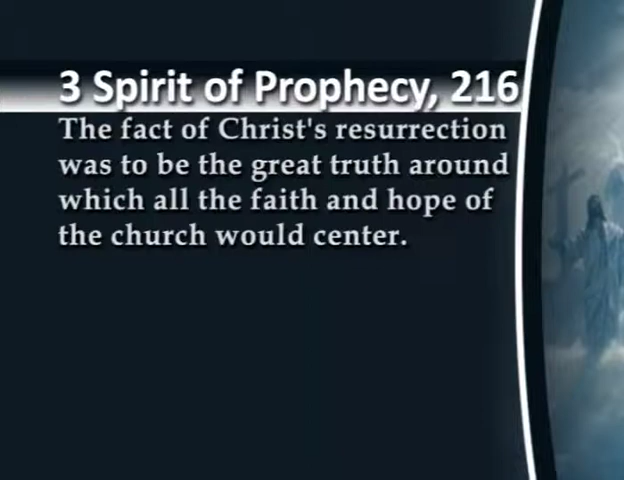 3 Spirit of Prophecy, 216
The fact of Christ's resurrection
was to be the great truth around
which all the faith and hope of
the church would center.